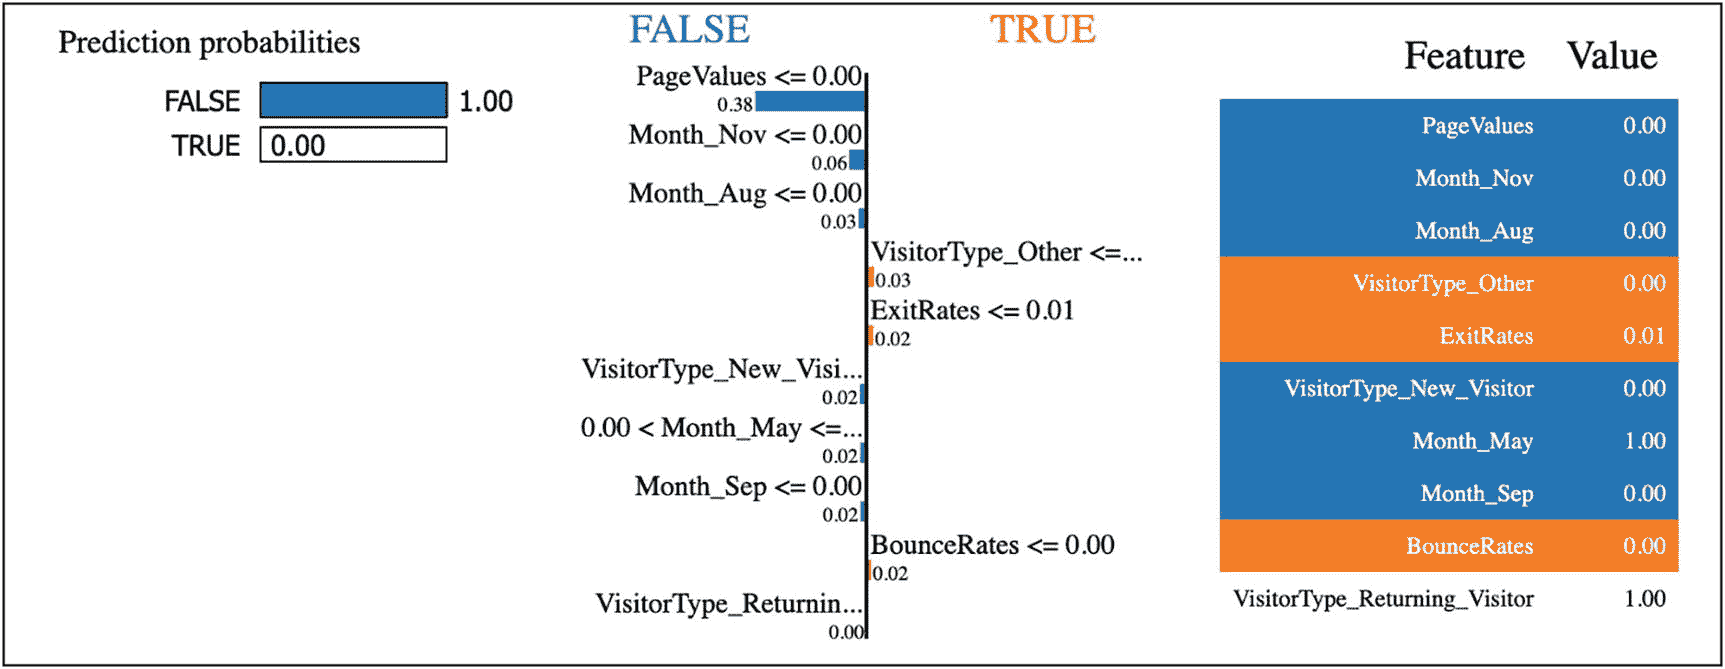 Prediction probabilities
FALSE 1.00
TRUE 0.00
FALSE TRUE
PageValues <= 0.00
0.38
Month_Nov <= 0.00
0.06
Month_Aug <= 0.00
0.03
VisitorType_Other <=...
0.03
ExitRates <= 0.01
0.02
VisitorType_New_Visi...
0.02
0.00 < Month_May <=...
0.02
Month_Sep <= 0.00
0.02
BounceRates <= 0.00
0.02
VisitorType_Returnin...
0.00
Feature Value
PageValues 0.00
Month_Nov 0.00
Month_Aug 0.00
VisitorType_Other 0.00
ExitRates 0.01
VisitorType_New_Visitor 0.00
Month_May 1.00
Month_Sep 0.00
BounceRates 0.00
VisitorType_Returning_Visitor 1.00